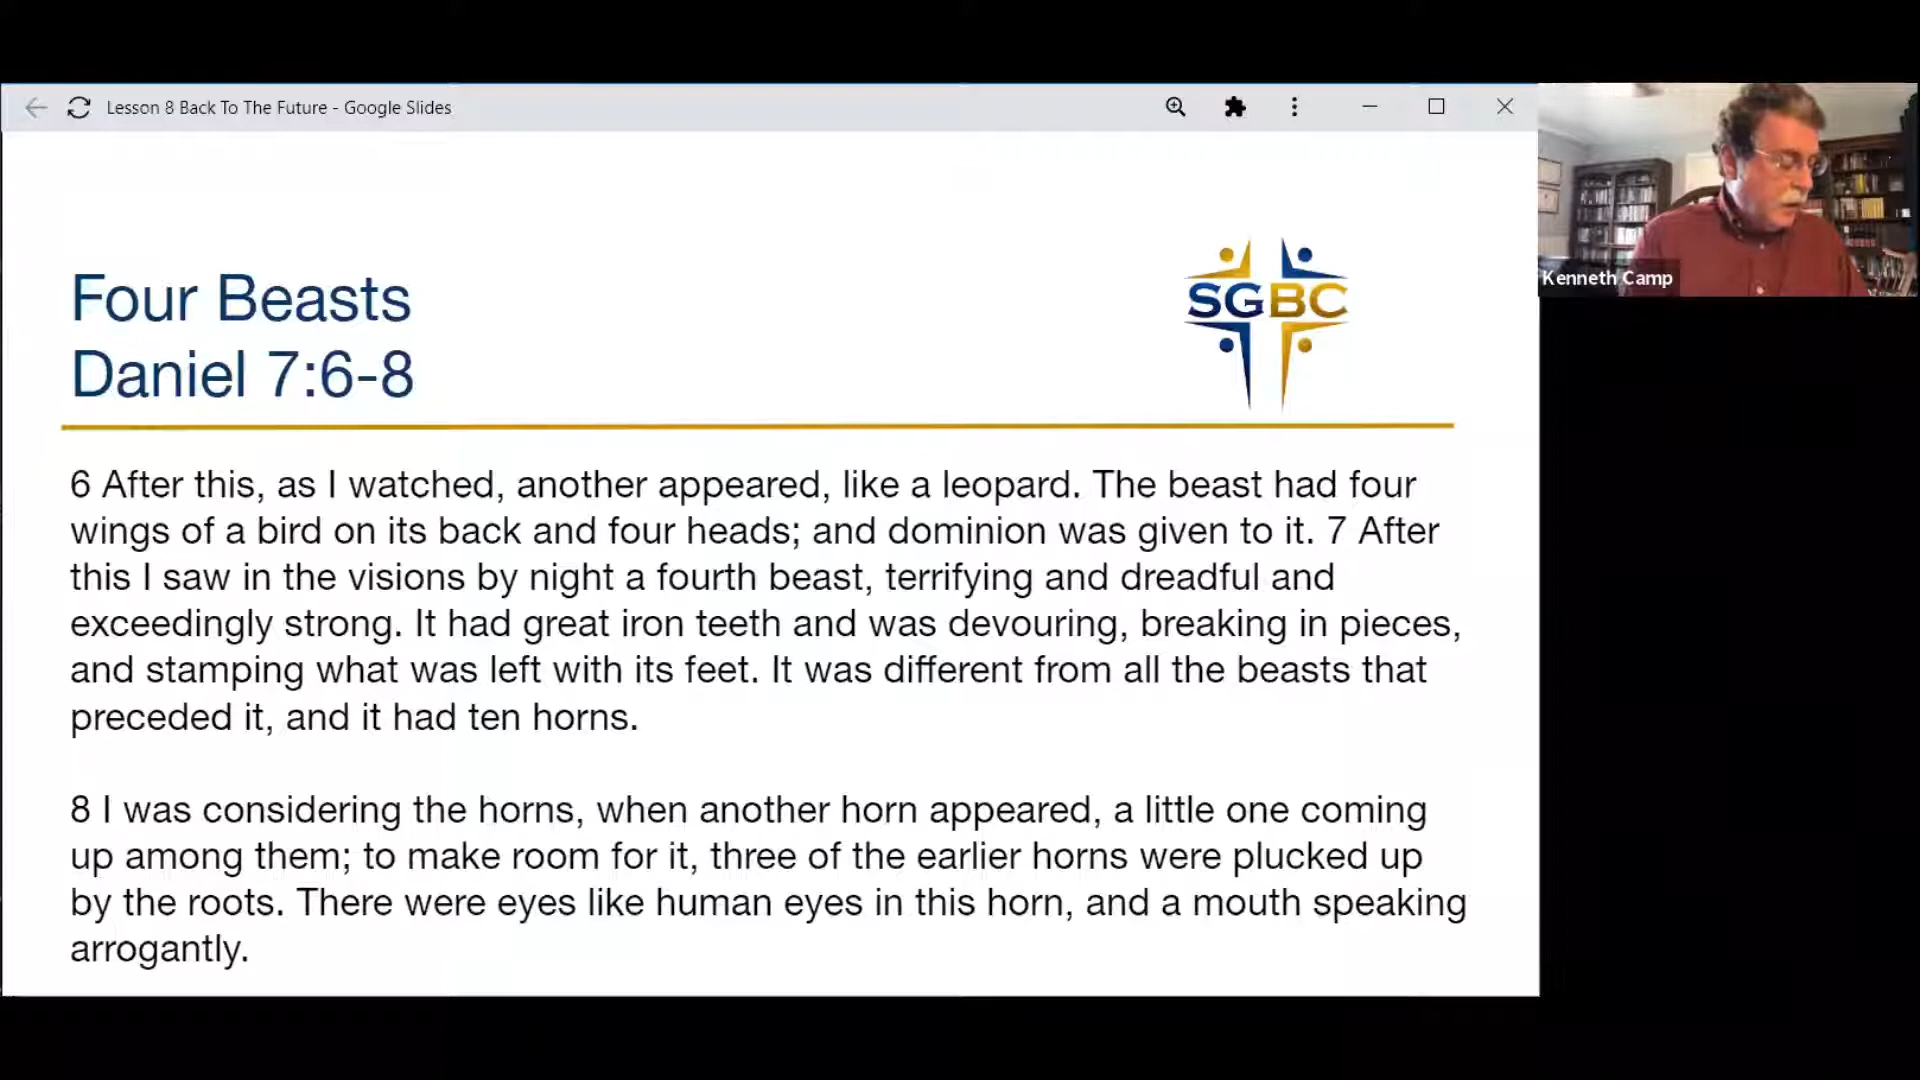 Lesson 8 Back To The Future - Google Slides
Kenneth Camp
Four Beasts
Daniel 7:6-8
SGBC
6 After this, as I watched, another appeared, like a leopard. The beast had four
wings of a bird on its back and four heads; and dominion was given to it. 7 After
this I saw in the visions by night a fourth beast, terrifying and dreadful and
exceedingly strong. It had great iron teeth and was devouring, breaking in pieces,
and stamping what was left with its feet. It was different from all the beasts that
preceded it, and it had ten horns.
8 I was considering the horns, when another horn appeared, a little one coming
up among them; to make room for it, three of the earlier horns were plucked up
by the roots. There were eyes like human eyes in this horn, and a mouth speaking
arrogantly.